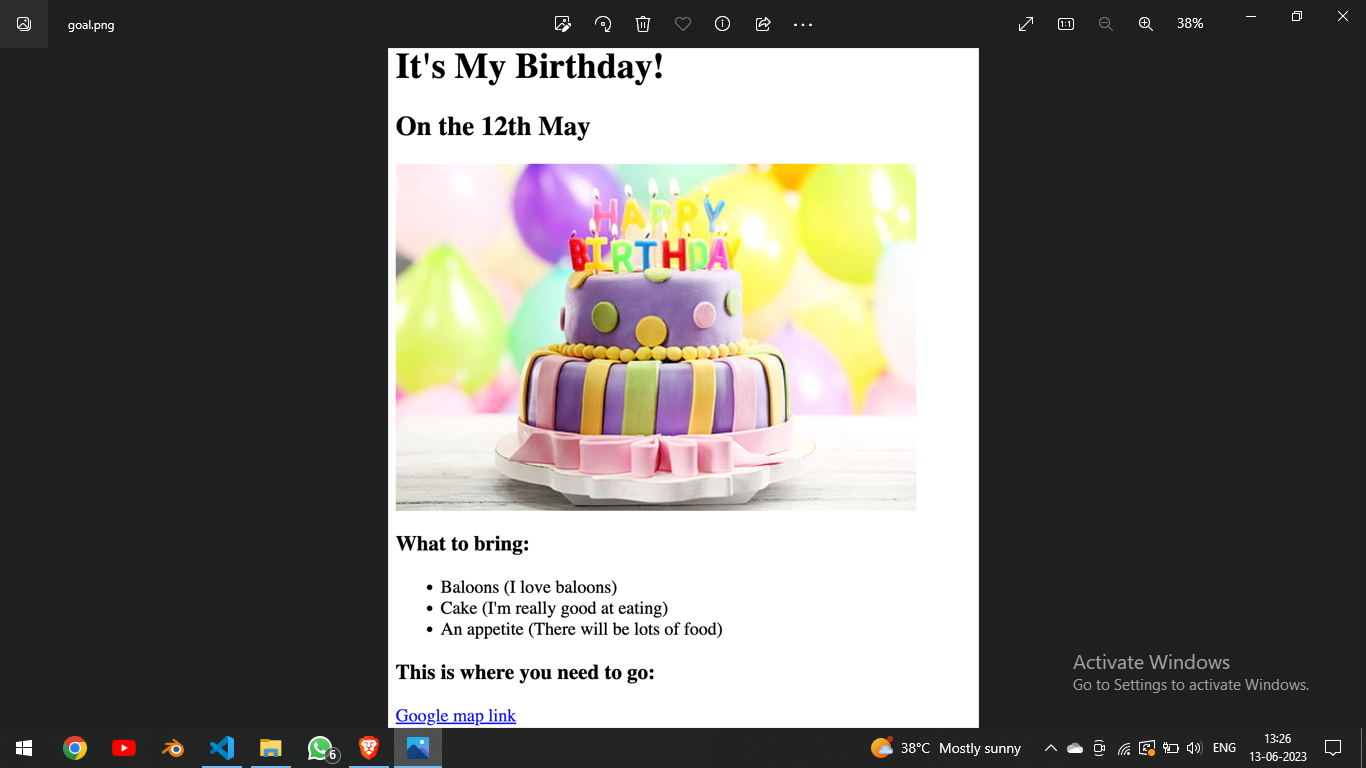 goal.png
38%
It's My Birthday!
On the 12th May
HAPPY
BIRTHDAY
What to bring:
Baloons (I love baloons)
Cake (I'm really good at eating)
An appetite (There will be lots of food)
This is where you need to go:
Google map link
Activate Windows
Go to Settings to activate Windows.
6
38°C Mostly sunny
ENG
13:26
13-06-2023